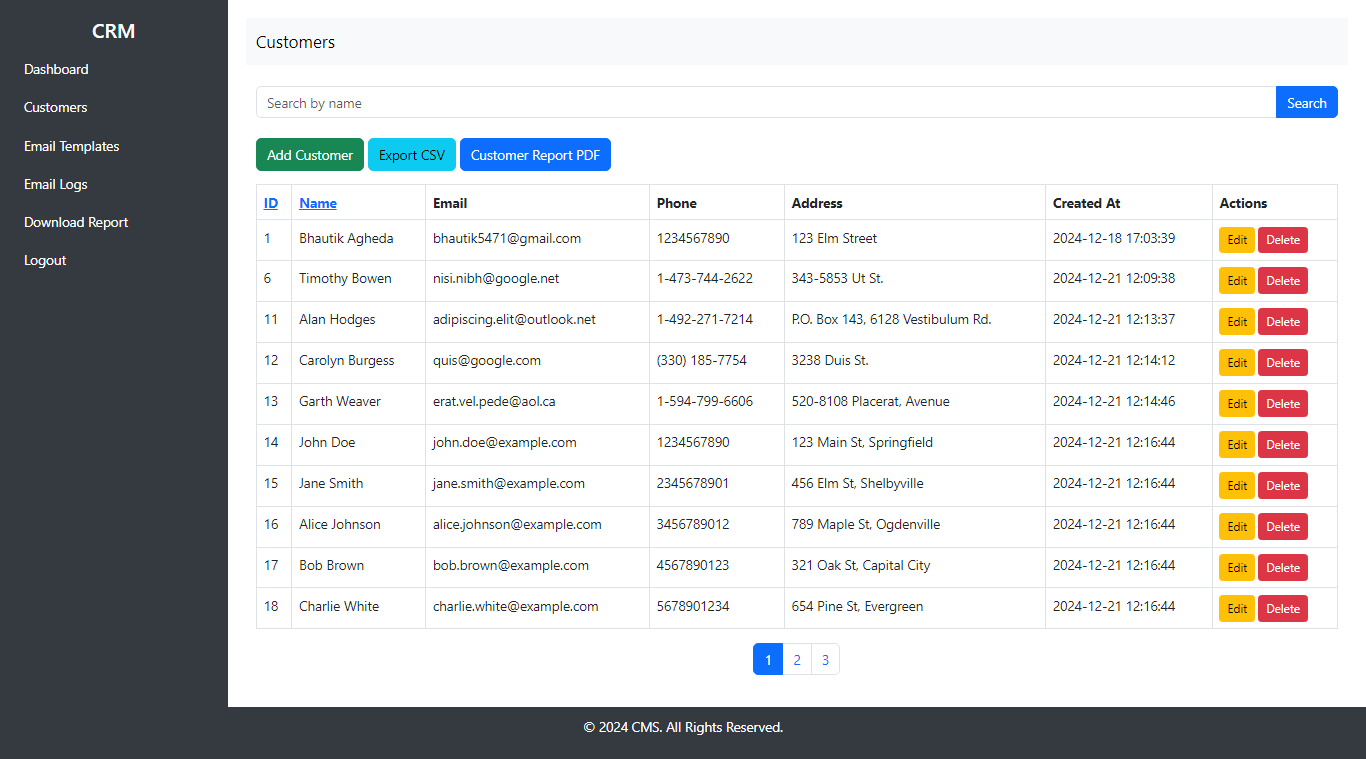 CRM
Dashboard
Customers
Email Templates
Email Logs
Download Report
Logout
Customers
Search by name Search
Add Customer Export CSV Customer Report PDF
ID Name Email Phone Address Created At Actions
1 Bhautik Agheda bhautik5471@gmail.com 1234567890 123 Elm Street 2024-12-18 17:03:39 Edit Delete
6 Timothy Bowen nisi.nibh@google.net 1-473-744-2622 343-5853 Ut St. 2024-12-21 12:09:38 Edit Delete
11 Alan Hodges adipiscing.elit@outlook.net 1-492-271-7214 P.O. Box 143, 6128 Vestibulum Rd. 2024-12-21 12:13:37 Edit Delete
12 Carolyn Burgess quis@google.com (330) 185-7754 3238 Duis St. 2024-12-21 12:14:12 Edit Delete
13 Garth Weaver erat.vel.pede@aol.ca 1-594-799-6606 520-8108 Placerat, Avenue 2024-12-21 12:14:46 Edit Delete
14 John Doe john.doe@example.com 1234567890 123 Main St, Springfield 2024-12-21 12:16:44 Edit Delete
15 Jane Smith jane.smith@example.com 2345678901 456 Elm St, Shelbyville 2024-12-21 12:16:44 Edit Delete
16 Alice Johnson alice.johnson@example.com 3456789012 789 Maple St, Ogdenville 2024-12-21 12:16:44 Edit Delete
17 Bob Brown bob.brown@example.com 4567890123 321 Oak St, Capital City 2024-12-21 12:16:44 Edit Delete
18 Charlie White charlie.white@example.com 5678901234 654 Pine St, Evergreen 2024-12-21 12:16:44 Edit Delete
1 2 3
© 2024 CMS. All Rights Reserved.